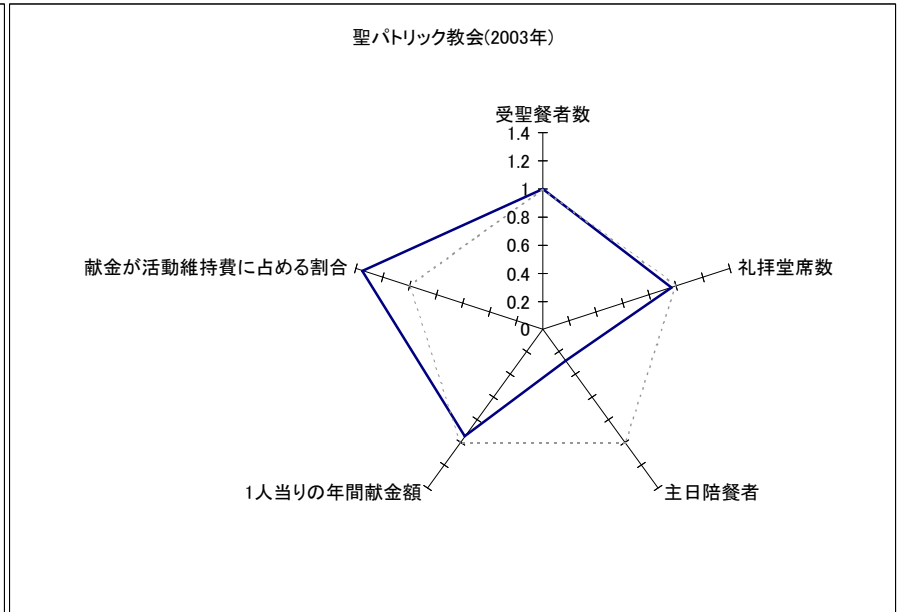 聖パトリック教会(2003年)
受聖餐者数
1.4
1.2
1
0.8
0.6
0.4
0.2
0
礼拝堂席数
献金が活動維持費に占める割合
1人当りの年間献金額
主日陪餐者